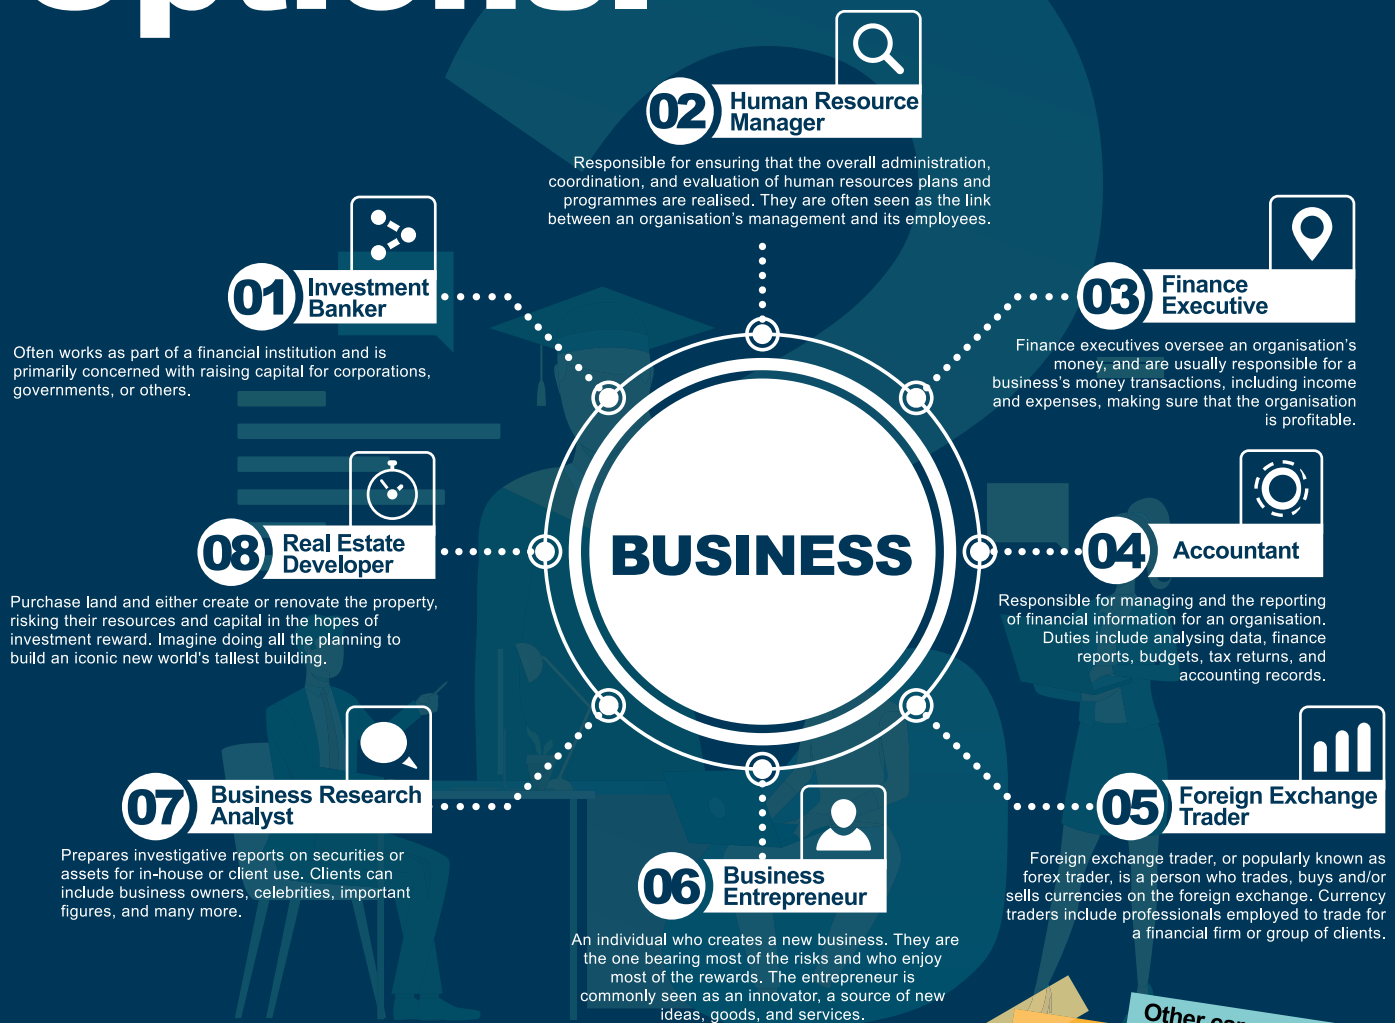 Options.
02
Human Resource
Manager
Responsible for ensuring that the overall administration,
coordination, and evaluation of human resources plans and
programmes are realised. They are often seen as the link
between an organisation's management and its employees.
01
Investment
Banker
Often works as part of a financial institution and is
primarily concerned with raising capital for corporations,
governments, or others.
03
Finance
Executive
Finance executives oversee an organisation's
money, and are usually responsible for a
business's money transactions, including income
and expenses, making sure that the organisation
is profitable.
08
Real Estate
Developer
Purchase land and either create or renovate the property,
risking their resources and capital in the hopes of
investment reward. Imagine doing all the planning to
build an iconic new world's tallest building.
BUSINESS
04
Accountant
Responsible for managing and the reporting
of financial information for an organisation.
Duties include analysing data, finance
reports, budgets, tax returns, and
accounting records.
07
Business Research
Analyst
Prepares investigative reports on securities or
assets for in-house or client use. Clients can
include business owners, celebrities, important
figures, and many more.
06
Business
Entrepreneur
An individual who creates a new business. They are
the one bearing most of the risks and who enjoy
most of the rewards. The entrepreneur is
commonly seen as an innovator, a source of new
ideas, goods, and services.
05
Foreign Exchange
Trader
Foreign exchange trader, or popularly known as
forex trader, is a person who trades, buys and/or
sells currencies on the foreign exchange. Currency
traders include professionals employed to trade for
a financial firm or group of clients.
Other